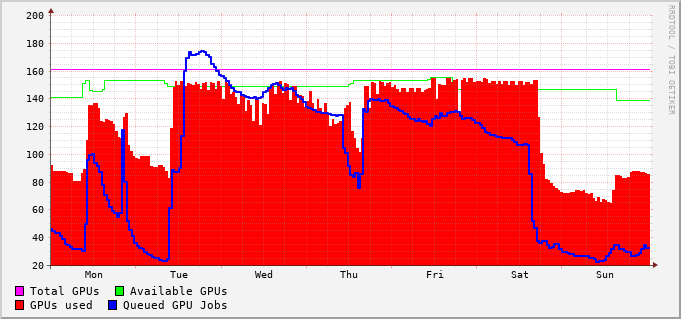 200
180
160
140
120
100
80
60
40
20
Mon Tue Wed Thu Fri Sat Sun
Total GPUs Available GPUs
GPUs used Queued GPU Jobs
RRDTOOL / TOBI OETIKER